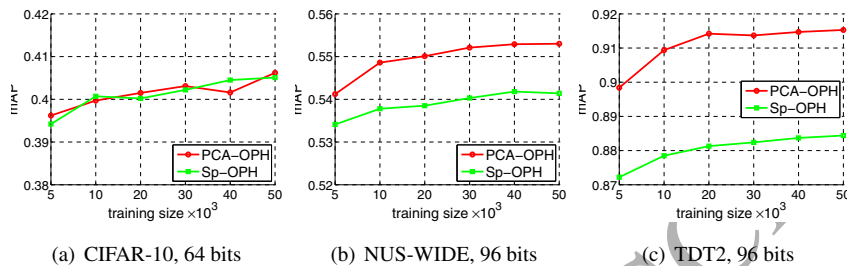 0.42
0.41
0.4
0.39
0.38
mAP
5 10 20 30 40 50
training size ×10³
PCA−OPH
Sp−OPH
(a) CIFAR-10, 64 bits
0.56
0.55
0.54
0.53
0.52
mAP
5 10 20 30 40 50
training size ×10³
PCA−OPH
Sp−OPH
(b) NUS-WIDE, 96 bits
0.92
0.91
0.9
0.89
0.88
0.87
mAP
5 10 20 30 40 50
training size ×10³
PCA−OPH
Sp−OPH
(c) TDT2, 96 bits